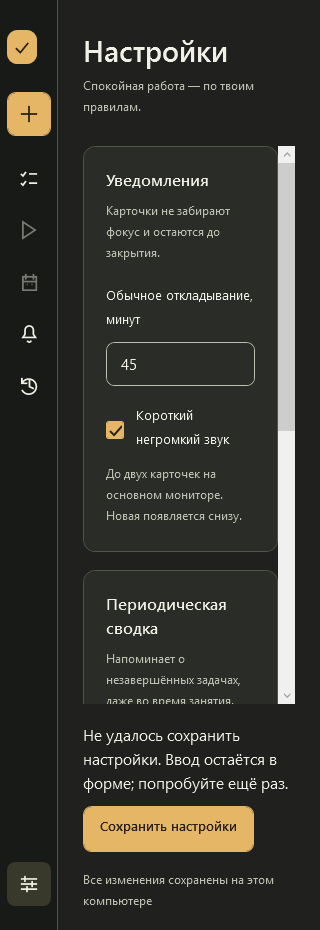 Настройки
Спокойная работа — по твоим
правилам.
Уведомления
Карточки не забирают
фокус и остаются до
закрытия.
Обычное откладывание,
минут
45
Короткий
негромкий звук
До двух карточек на
основном мониторе.
Новая появляется снизу.
Периодическая
сводка
Напоминает о
незавершённых задачах,
даже во время занятия.
Не удалось сохранить
настройки. Ввод остаётся в
форме; попробуйте ещё раз.
Сохранить настройки
Все изменения сохранены на этом
компьютере